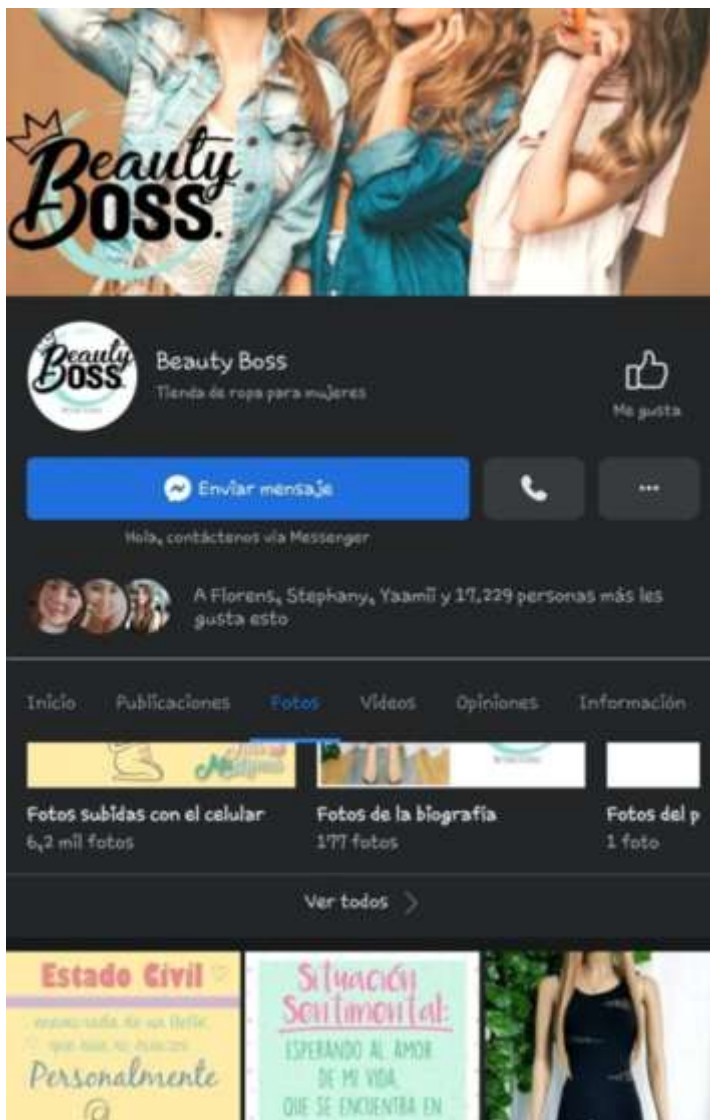 Beauty
BOSS.
Beauty
BOSS
Beauty Boss
Tienda de ropa para mujeres
Me gusta
Enviar mensaje
Hola, contáctenos vía Messenger
A Florens, Stephany, Yaamii y 17,229 personas más les
gusta esto
Inicio Publicaciones Fotos Videos Opiniones Información
Fotos subidas con el celular
6,2 mil fotos
Fotos de la biografía
177 fotos
Fotos del p
1 foto
Ver todos
Estado Civil
Personalmente
Situación
Sentimental:
ESPERANDO AL AMOR
DE MI VIDA,
QUE SE ENCUENTRA EN